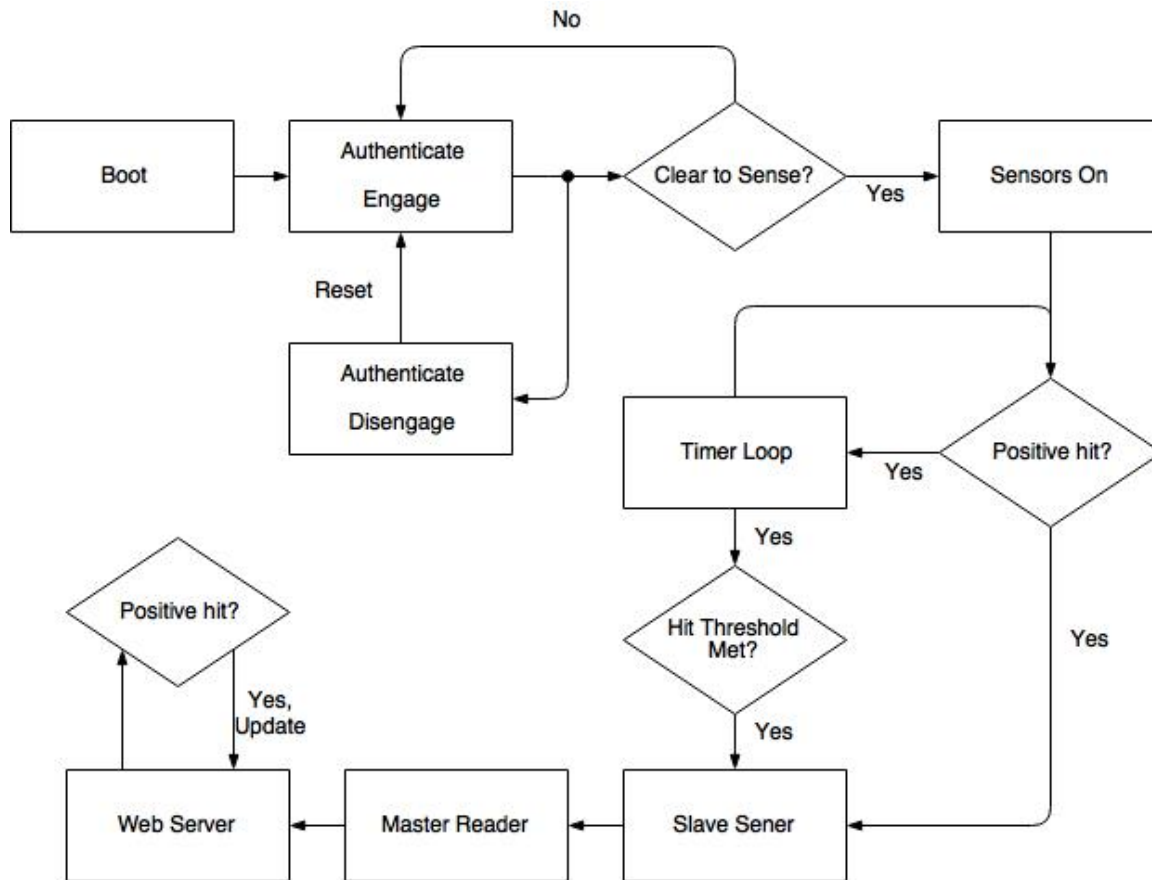 No
Boot
Authenticate
Engage
Clear to Sense?
Yes
Sensors On
Reset
Authenticate
Disengage
Timer Loop
Yes
Positive hit?
Yes
Positive hit?
Hit Threshold
Met?
Yes
Yes,
Update
Yes
Web Server
Master Reader
Slave Sener